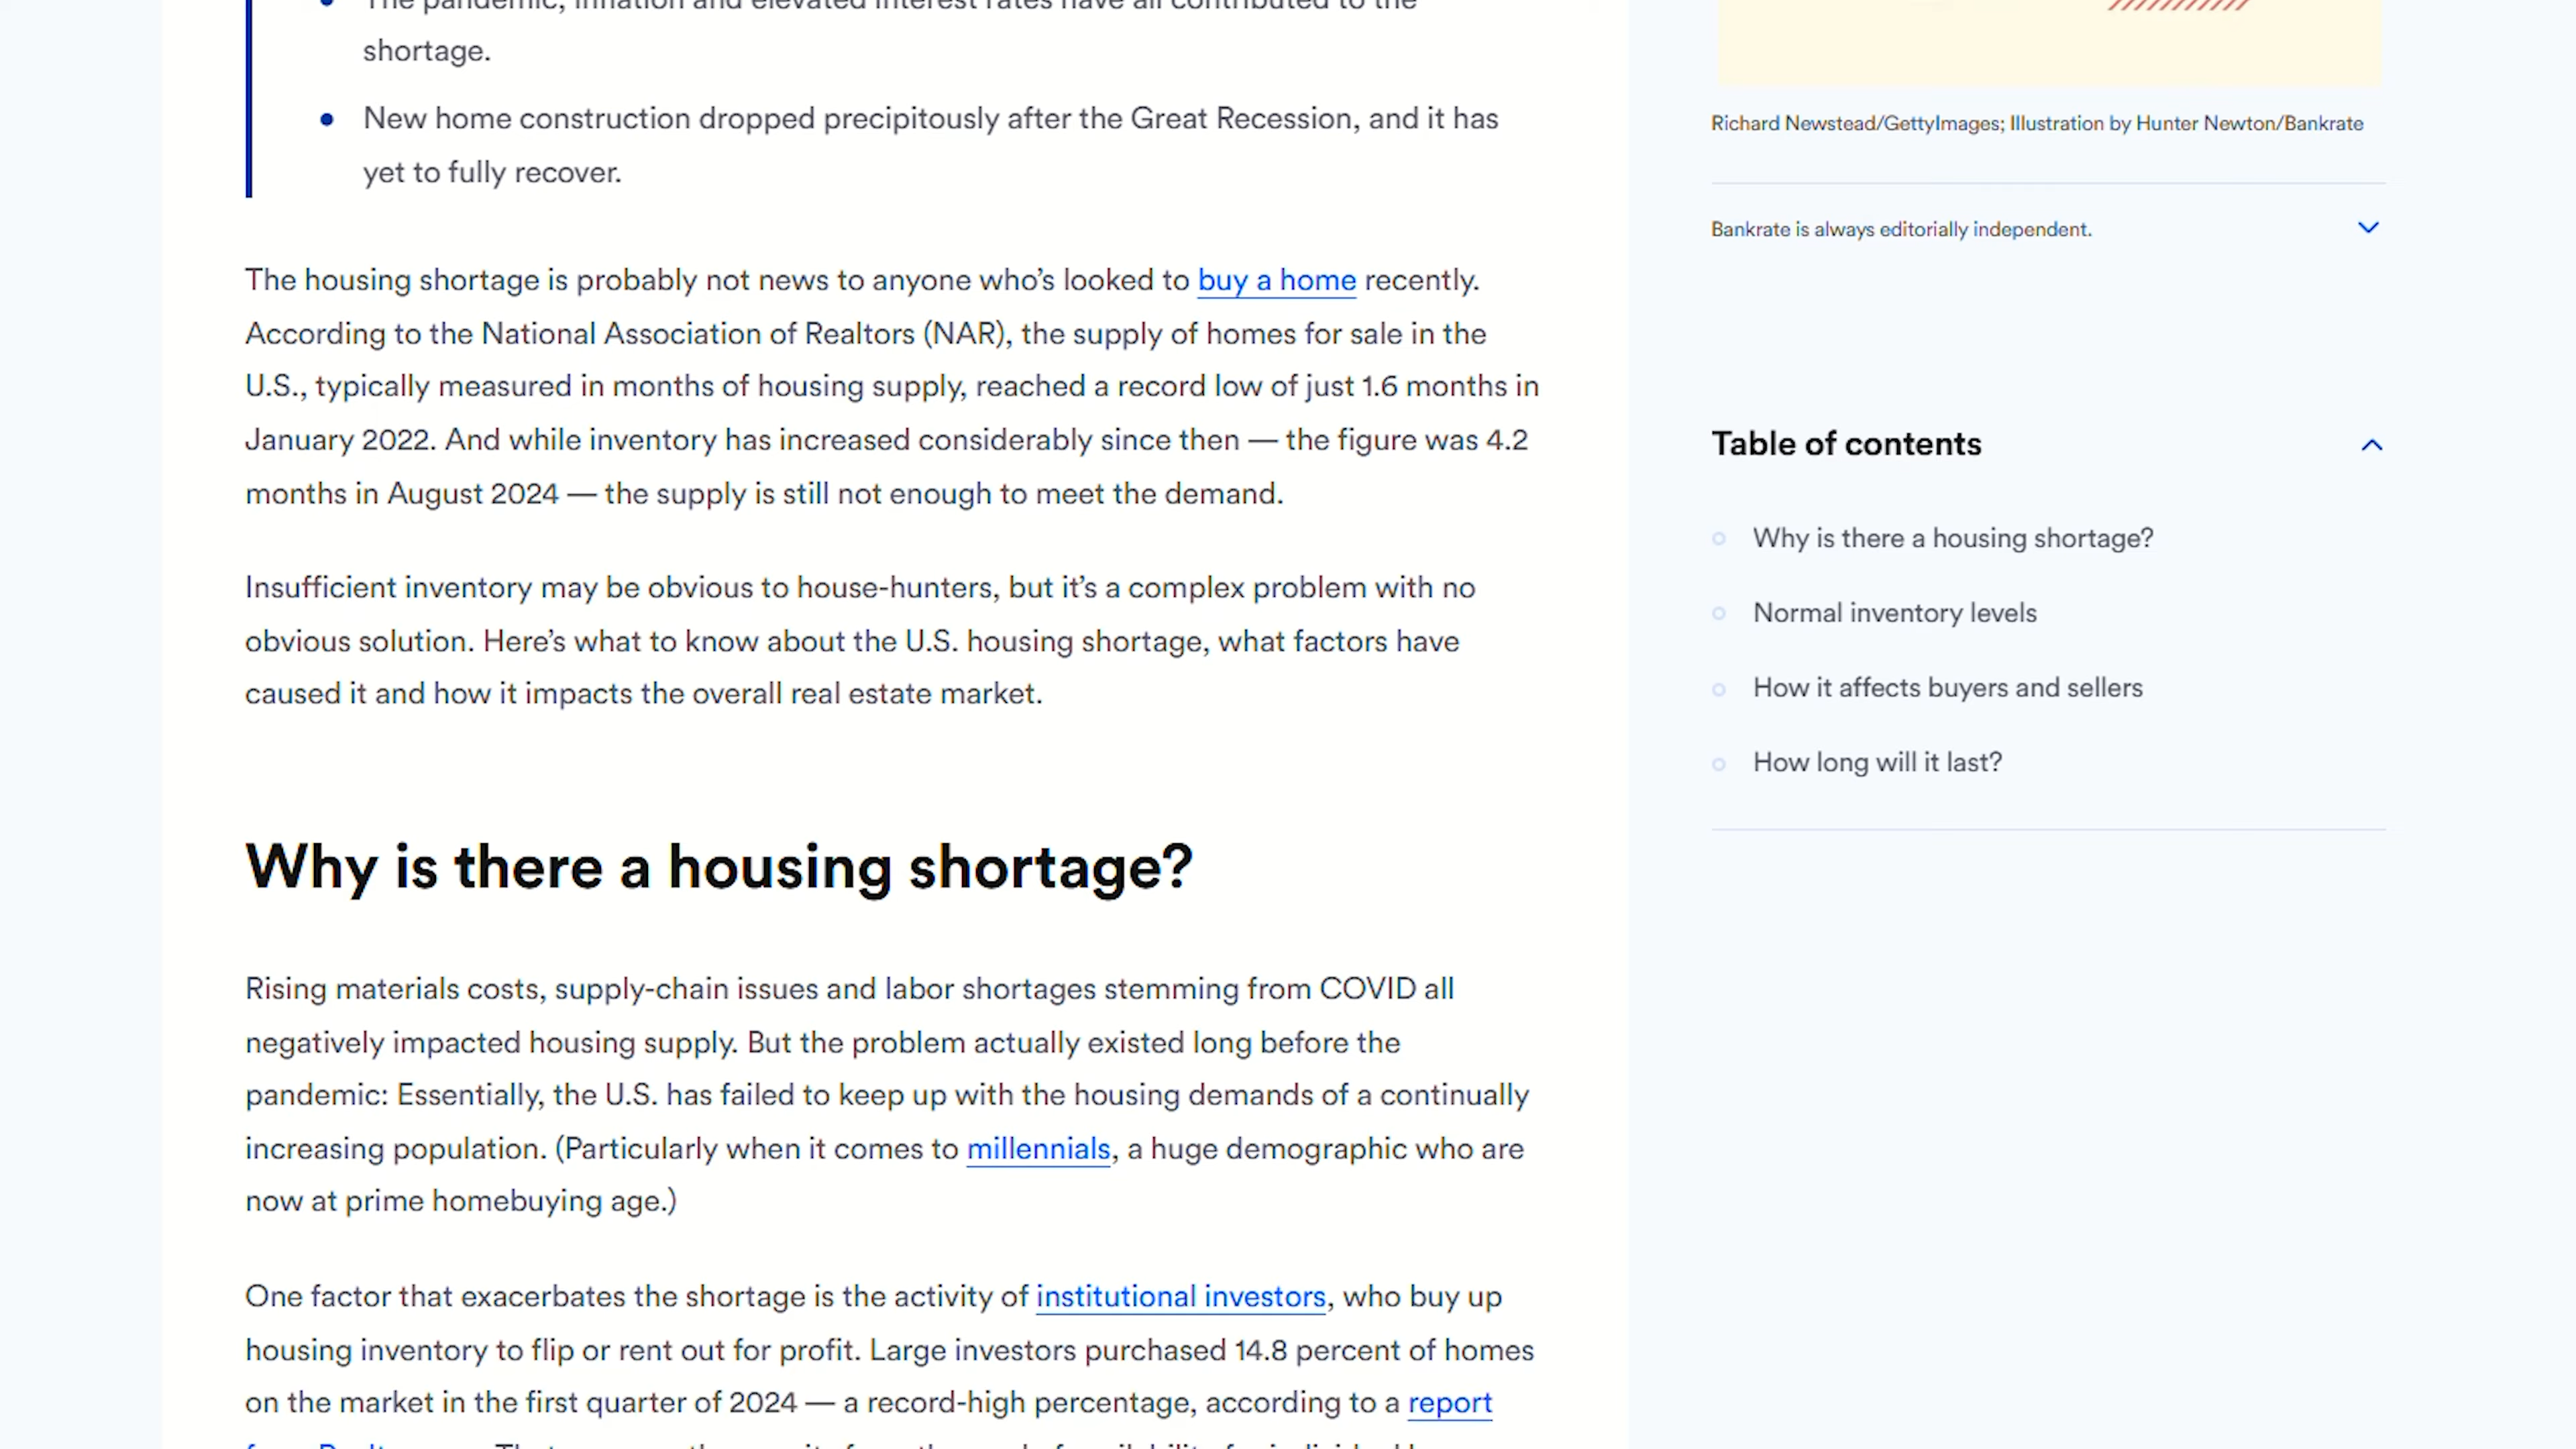 The pandemic, inflation and elevated interest rates have all contributed to the
shortage.
New home construction dropped precipitously after the Great Recession, and it has
yet to fully recover.
The housing shortage is probably not news to anyone who’s looked to buy a home recently.
According to the National Association of Realtors (NAR), the supply of homes for sale in the
U.S., typically measured in months of housing supply, reached a record low of just 1.6 months in
January 2022. And while inventory has increased considerably since then — the figure was 4.2
months in August 2024 — the supply is still not enough to meet the demand.
Insufficient inventory may be obvious to house-hunters, but it’s a complex problem with no
obvious solution. Here’s what to know about the U.S. housing shortage, what factors have
caused it and how it impacts the overall real estate market.
Why is there a housing shortage?
Rising materials costs, supply-chain issues and labor shortages stemming from COVID all
negatively impacted housing supply. But the problem actually existed long before the
pandemic: Essentially, the U.S. has failed to keep up with the housing demands of a continually
increasing population. (Particularly when it comes to millennials, a huge demographic who are
now at prime homebuying age.)
One factor that exacerbates the shortage is the activity of institutional investors, who buy up
housing inventory to flip or rent out for profit. Large investors purchased 14.8 percent of homes
on the market in the first quarter of 2024 — a record-high percentage, according to a report
Richard Newstead/GettyImages; Illustration by Hunter Newton/Bankrate
Bankrate is always editorially independent.
Table of contents
Why is there a housing shortage?
Normal inventory levels
How it affects buyers and sellers
How long will it last?